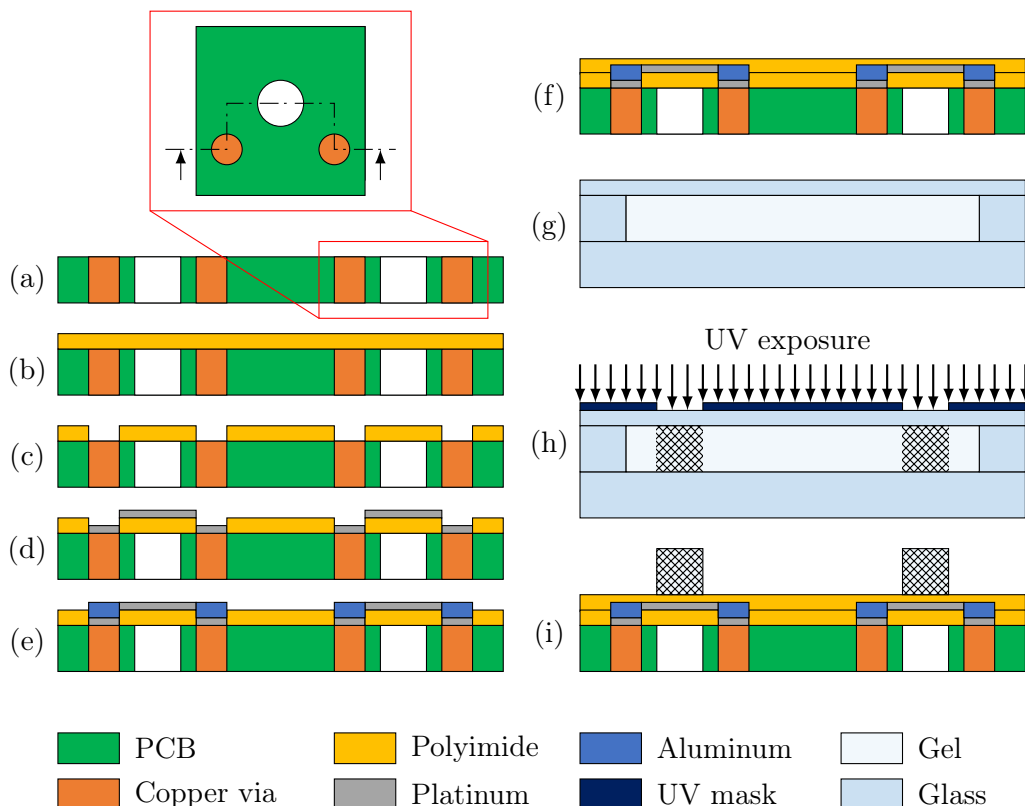 (a)
(b)
(c)
(d)
(e)
(f)
(g)
UV exposure
(h)
(i)
PCB
Polyimide
Aluminum
Gel
Copper via
Platinum
UV mask
Glass